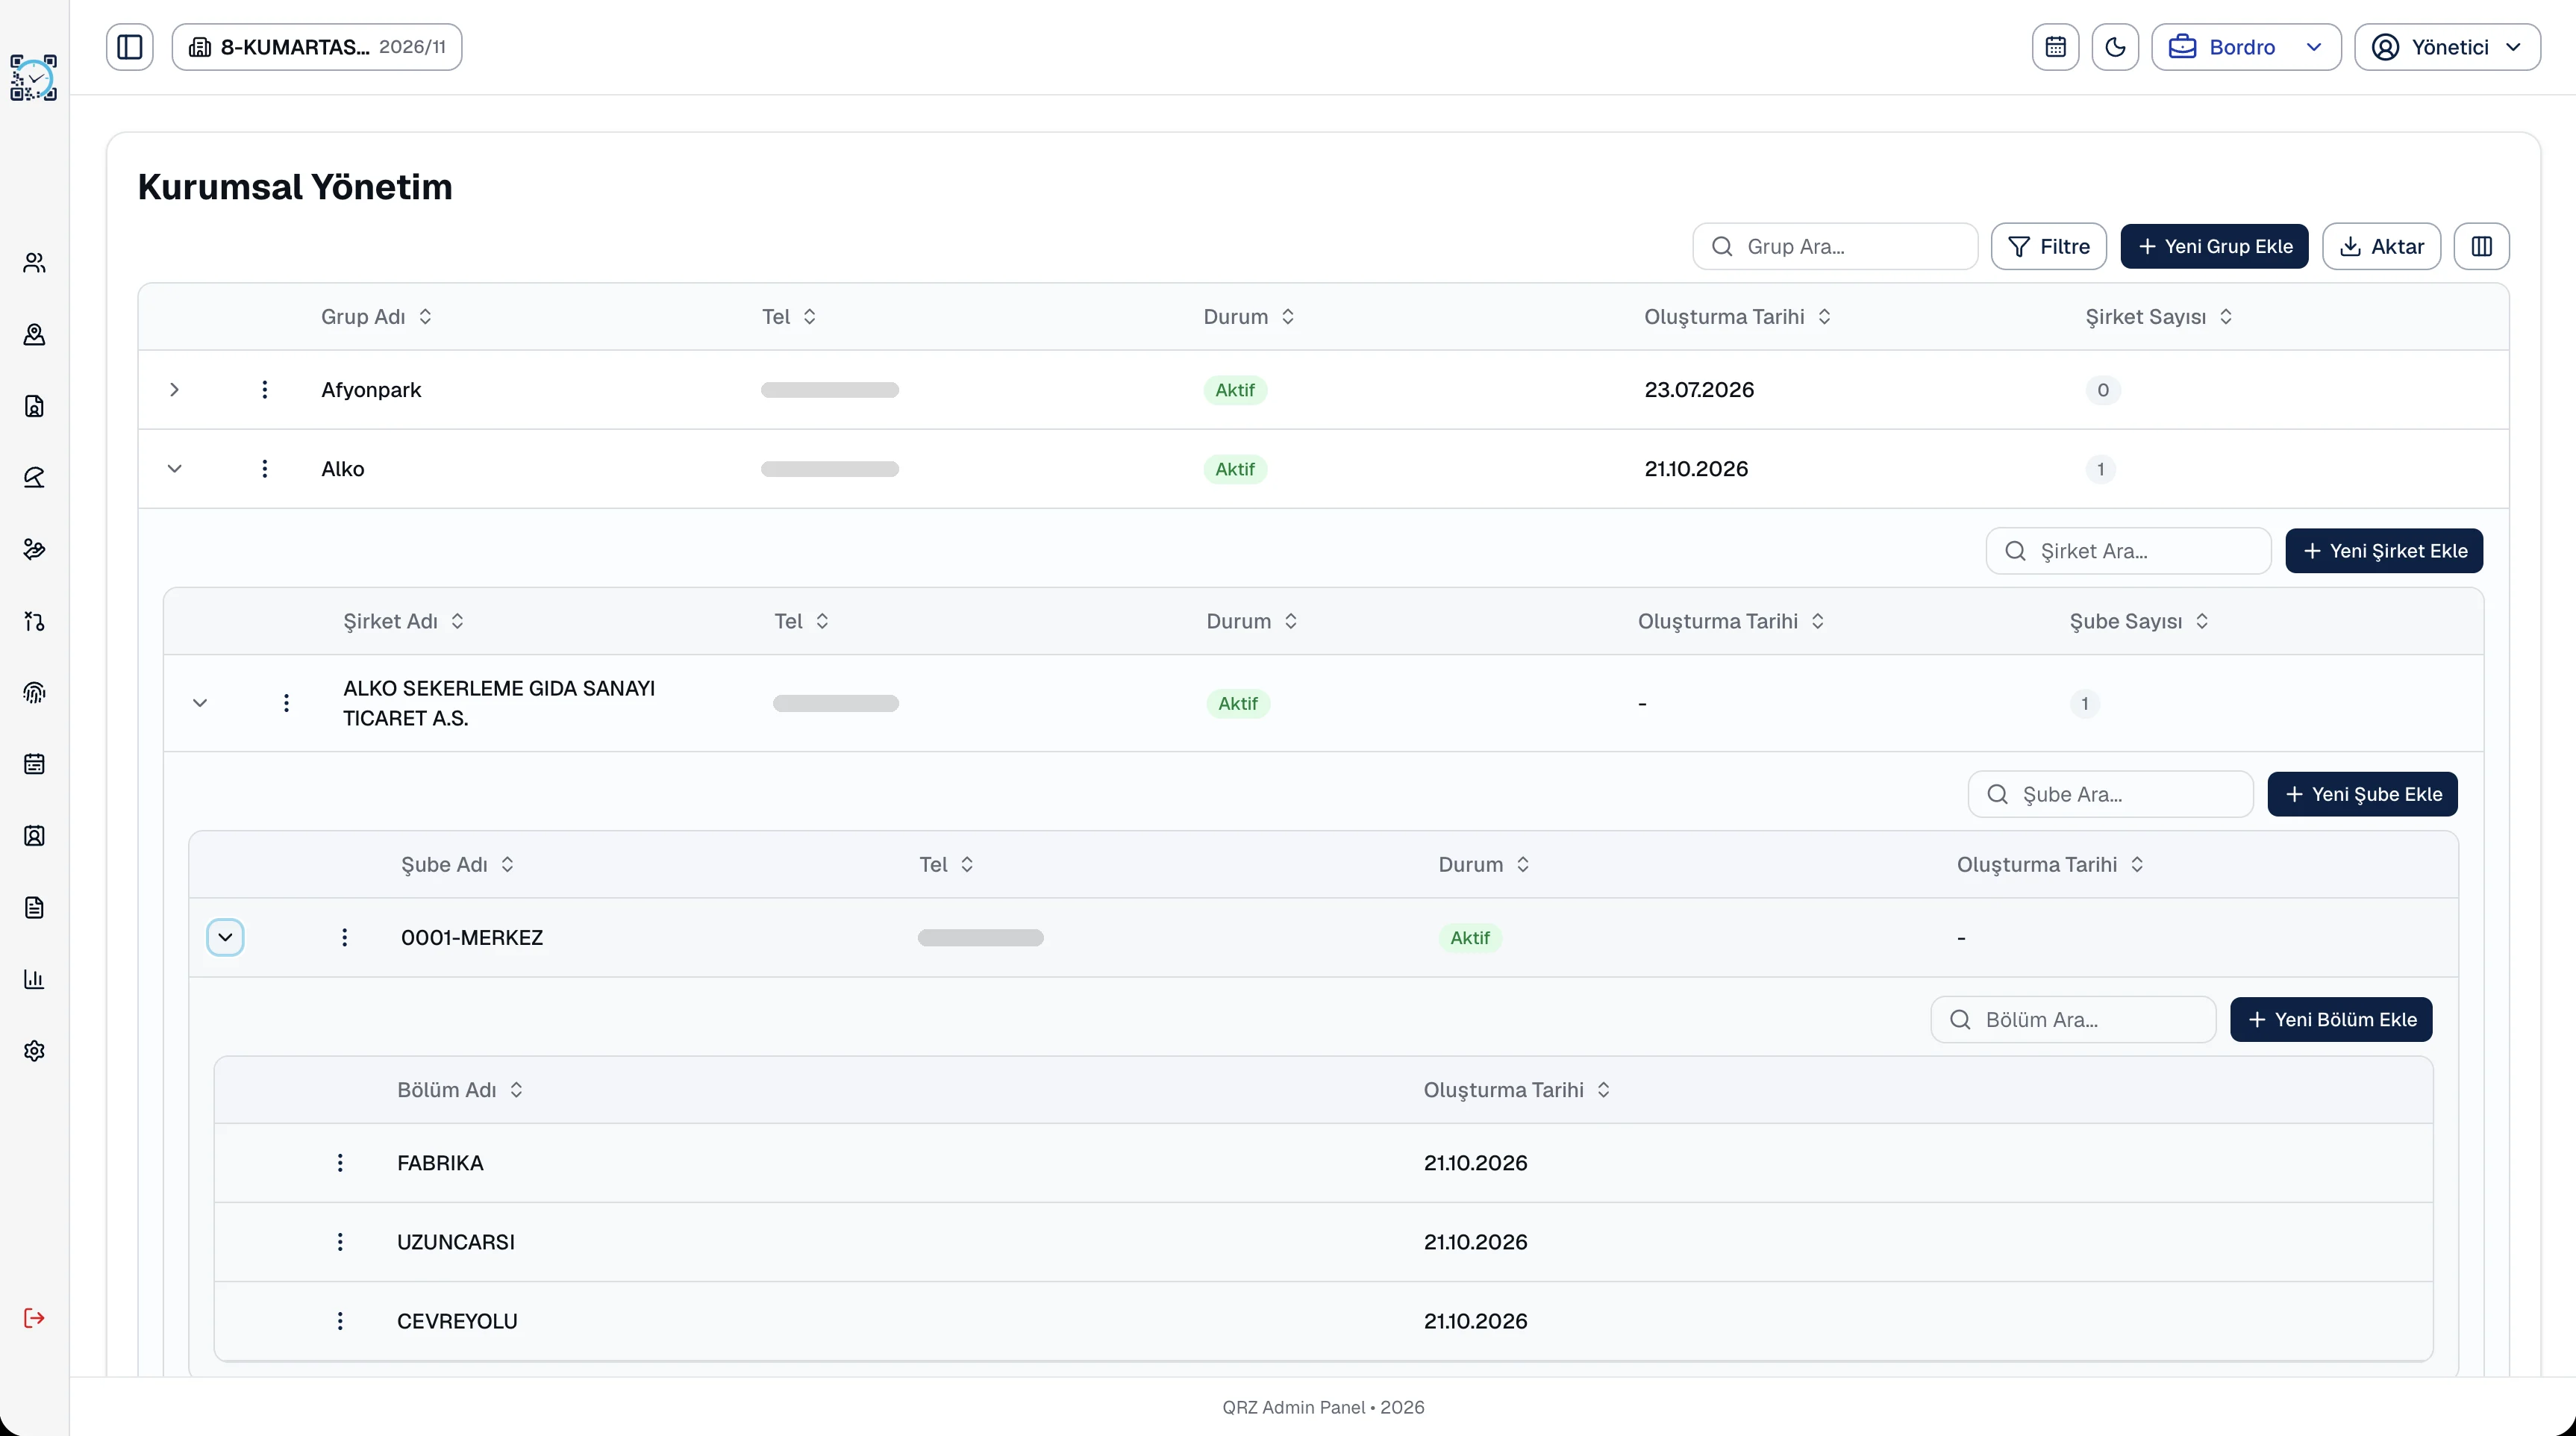 8-KUMARTAS... 2026/11
Bordro
Yönetici
Kurumsal Yönetim
Grup Ara...
Filtre
Yeni Grup Ekle
Aktar
Grup Adı Tel Durum Oluşturma Tarihi Şirket Sayısı
Afyonpark Aktif 23.07.2026 0
Alko Aktif 21.10.2026 1
Şirket Ara... Yeni Şirket Ekle
Şirket Adı Tel Durum Oluşturma Tarihi Şube Sayısı
ALKO SEKERLEME GIDA SANAYI
TICARET A.S. Aktif - 1
Şube Ara... Yeni Şube Ekle
Şube Adı Tel Durum Oluşturma Tarihi
0001-MERKEZ Aktif -
Bölüm Ara... Yeni Bölüm Ekle
Bölüm Adı Oluşturma Tarihi
FABRIKA 21.10.2026
UZUNCARSI 21.10.2026
CEVREYOLU 21.10.2026
QRZ Admin Panel • 2026